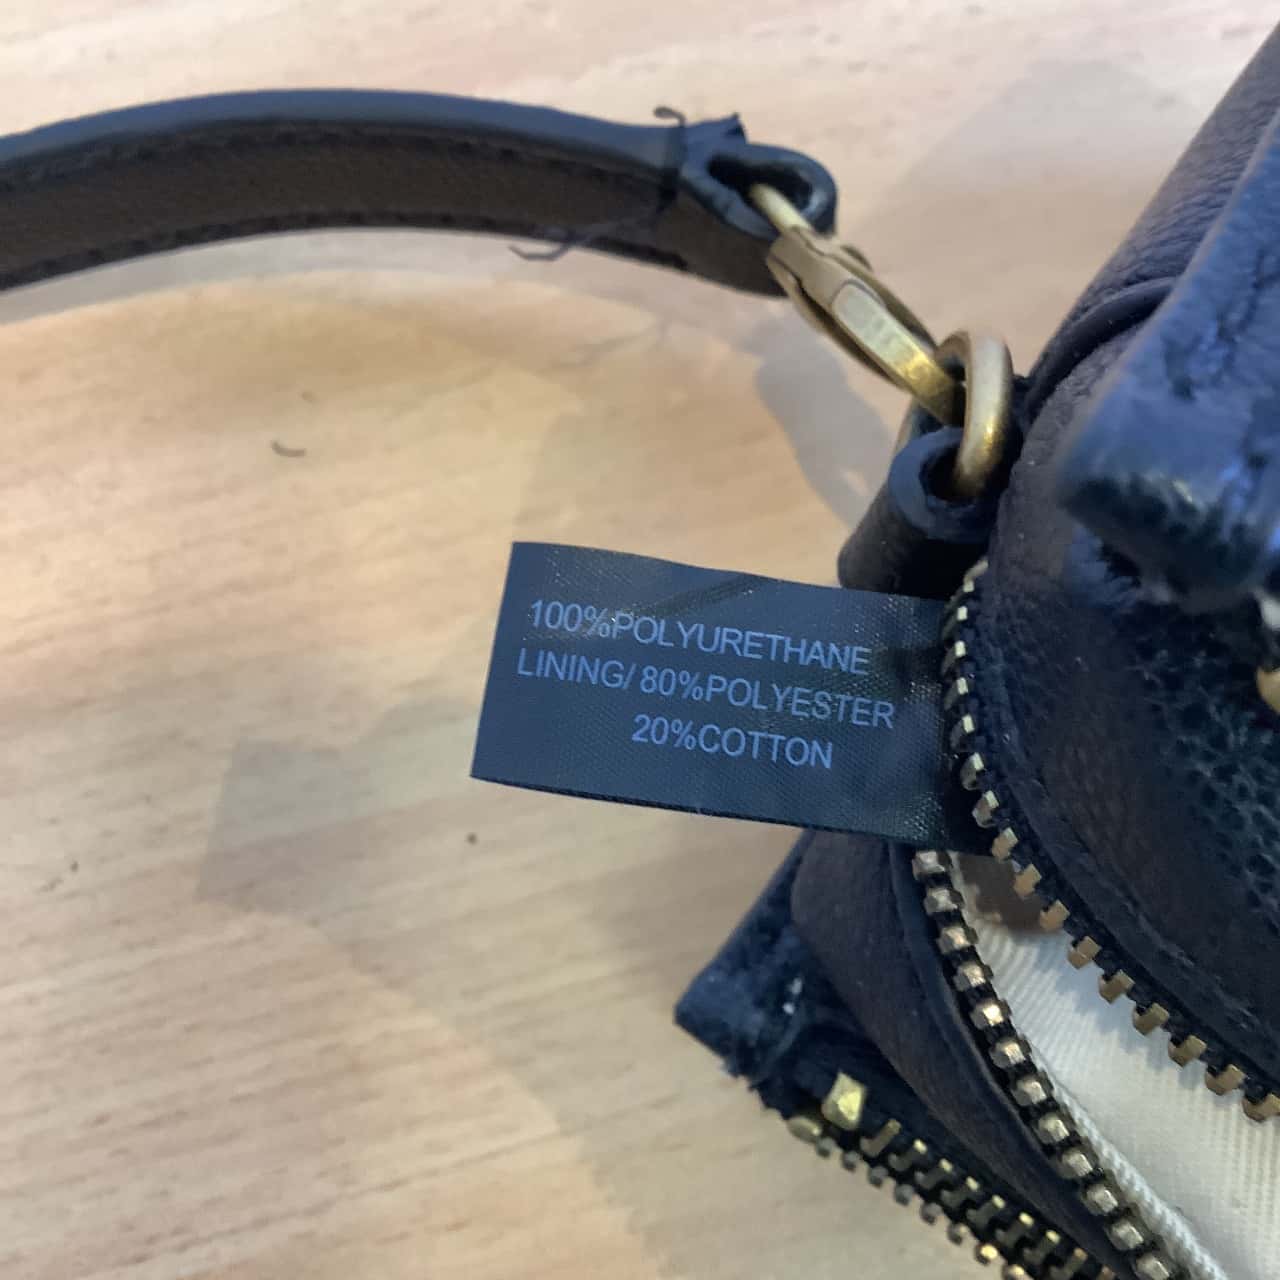 100%POLYURETHANE
LINING/ 80%POLYESTER
20%COTTON